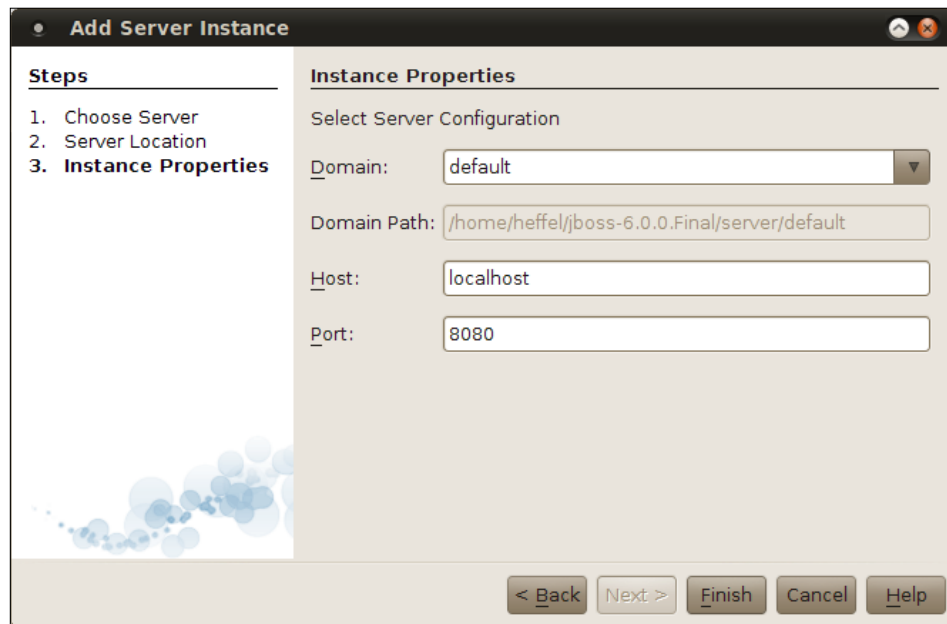 Add Server Instance
Steps
1. Choose Server
2. Server Location
3. Instance Properties
Instance Properties
Select Server Configuration
Domain: default
Domain Path: /home/heffel/jboss-6.0.0.Final/server/default
Host: localhost
Port: 8080
< Back Next > Finish Cancel Help